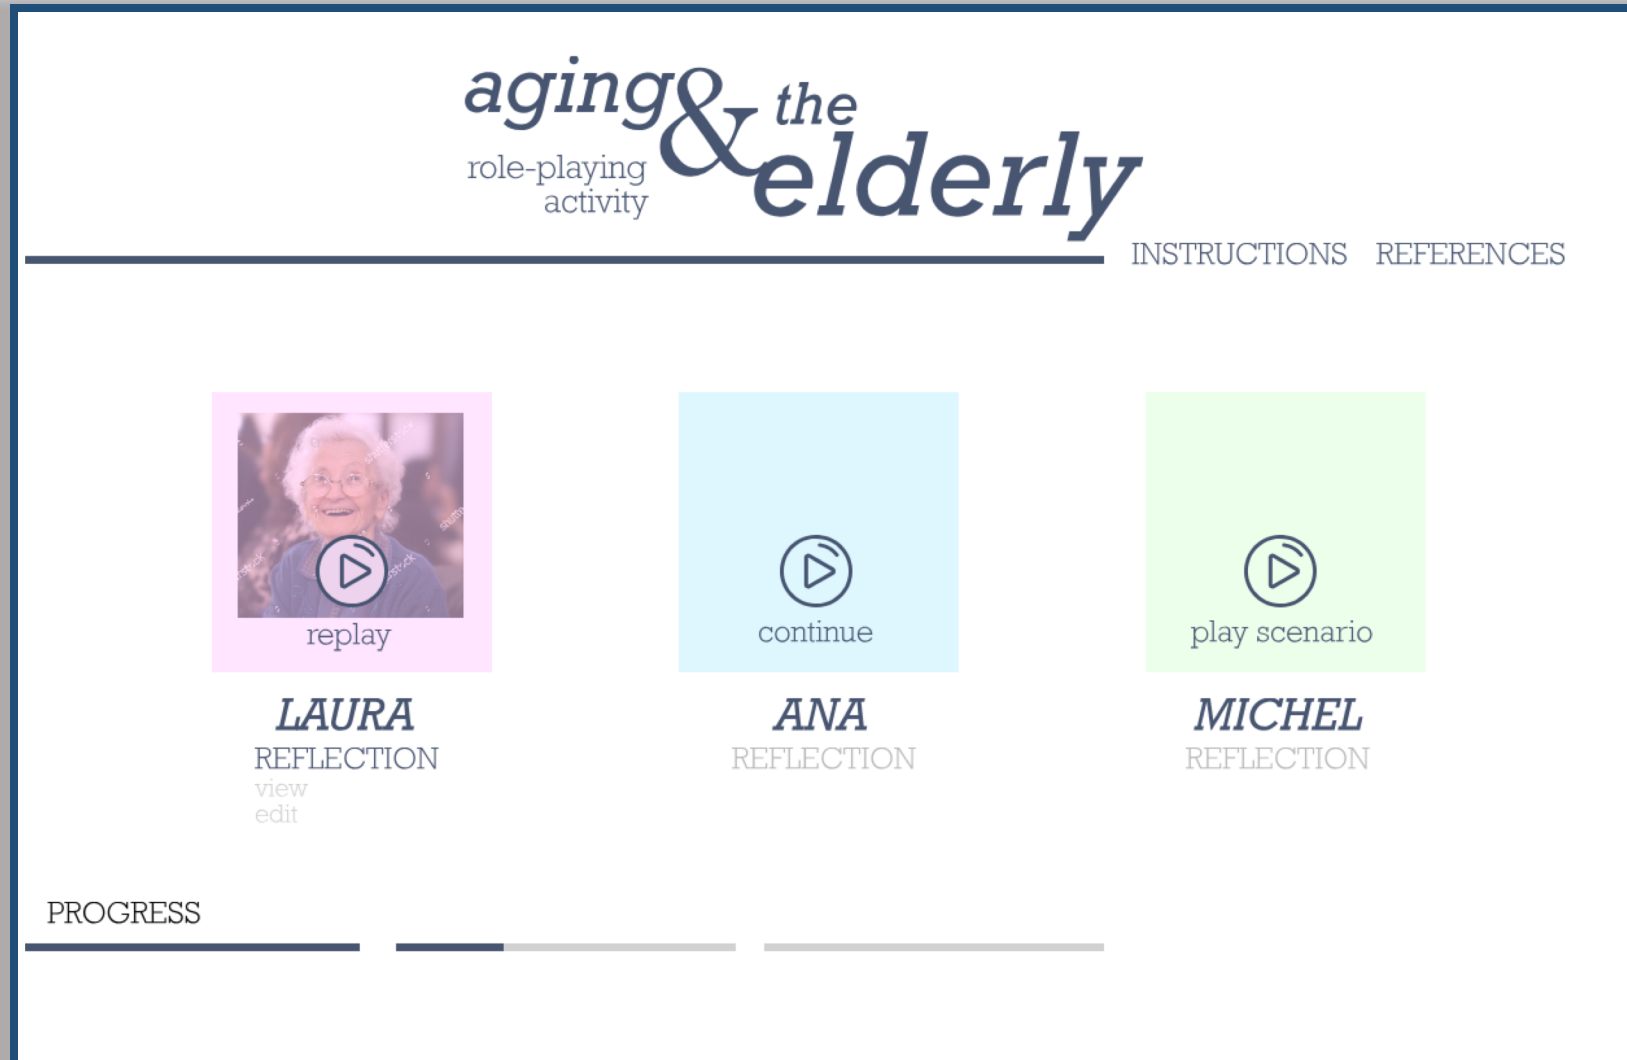 aging & the
elderly
role-playing
activity
INSTRUCTIONS REFERENCES
shutterstock
replay
continue
play scenario
LAURA
ANA
MICHEL
REFLECTION
REFLECTION
REFLECTION
view
edit
PROGRESS